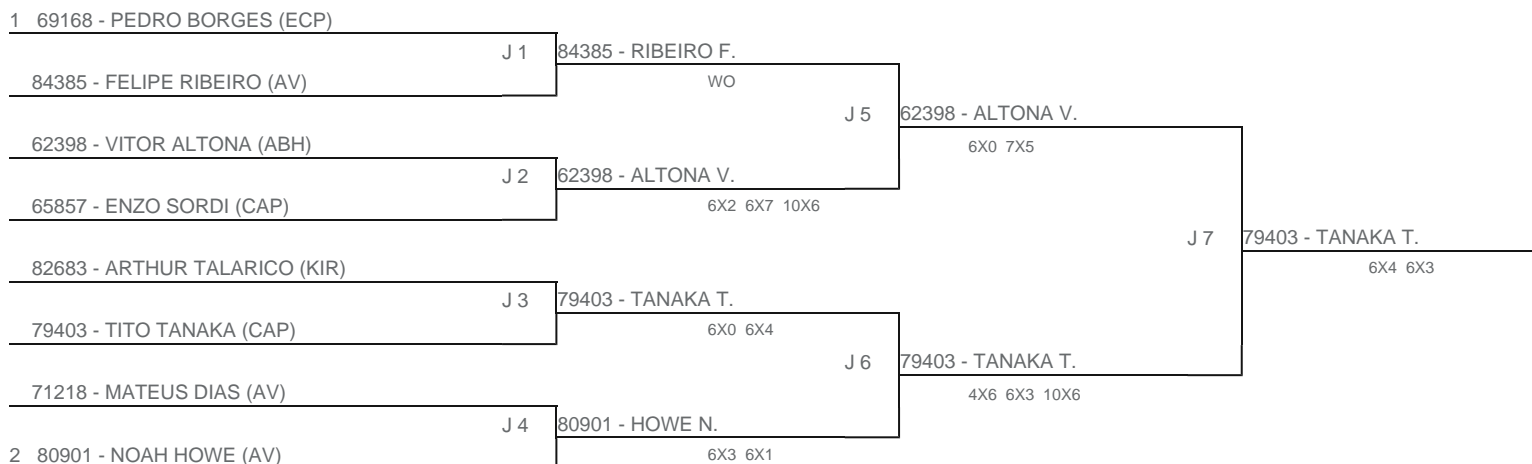 1 69168 - PEDRO BORGES (ECP)
J 1
84385 - RIBEIRO F.
84385 - FELIPE RIBEIRO (AV)
WO
J 5
62398 - ALTONA V.
62398 - VITOR ALTONA (ABH)
6X0 7X5
J 2
62398 - ALTONA V.
65857 - ENZO SORDI (CAP)
6X2 6X7 10X6
J 7
79403 - TANAKA T.
82683 - ARTHUR TALARICO (KIR)
6X4 6X3
J 3
79403 - TANAKA T.
79403 - TITO TANAKA (CAP)
6X0 6X4
J 6
79403 - TANAKA T.
71218 - MATEUS DIAS (AV)
4X6 6X3 10X6
J 4
80901 - HOWE N.
2 80901 - NOAH HOWE (AV)
6X3 6X1